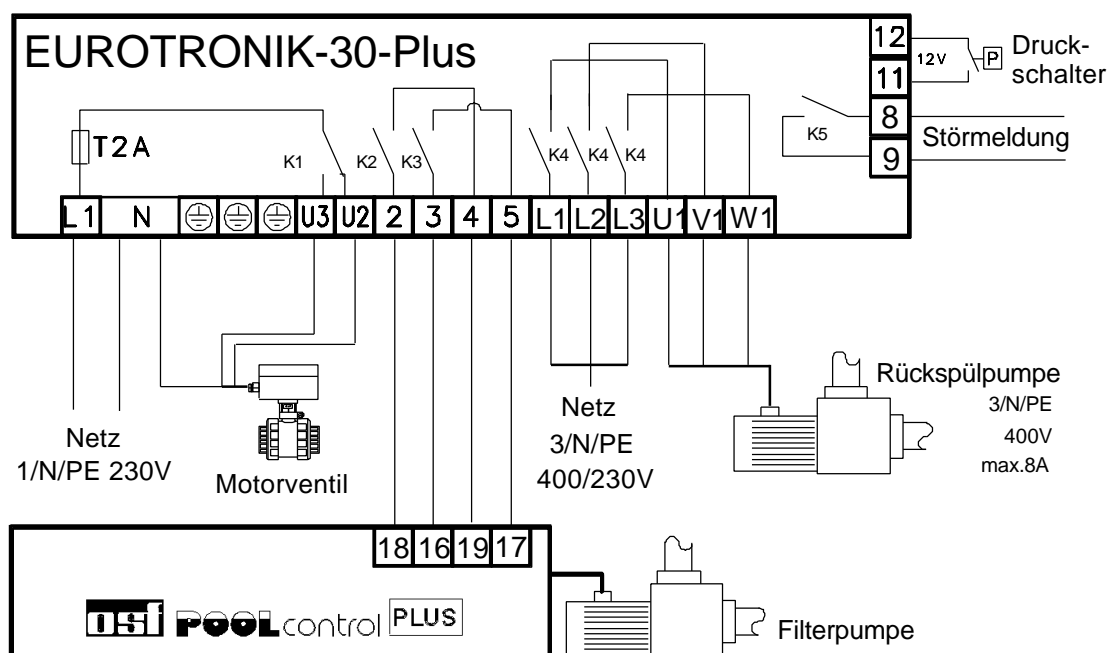 EUROTRONIK-30-Plus
12
11
8
9
12V
P
Druck-
schalter
K5
Störmeldung
T2A
K1
K2
K3
K4
K4
K4
L1 N U3 U2 2 3 4 5 L1 L2 L3 U1 V1 W1
Netz
1/N/PE 230V
Motorventil
Netz
3/N/PE
400/230V
Rückspülpumpe
3/N/PE
400V
max.8A
18 16 19 17
osf POOL control PLUS
Filterpumpe